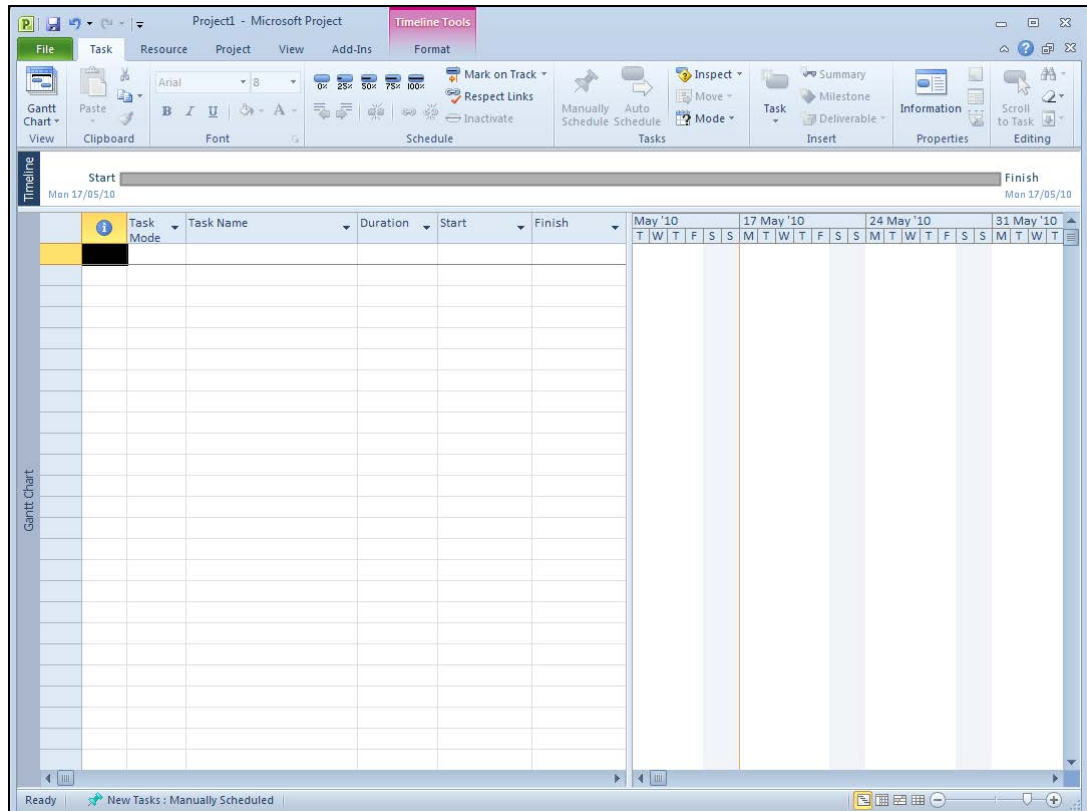 Project1 - Microsoft Project
Timeline Tools
File Task Resource Project View Add-Ins Format
Gantt Chart
View
Paste
Clipboard
Arial 8
B I U A
Font
0% 25% 50% 75% 100%
Mark on Track
Respect Links
Inactivate
Schedule
Manually Schedule
Auto Schedule
Inspect
Move
Mode
Tasks
Task
Summary
Milestone
Deliverable
Insert
Information
Properties
Scroll to Task
Editing
Timeline
Start
Mon 17/05/10
Finish
Mon 17/05/10
Task Mode
Task Name
Duration
Start
Finish
May '10 17 May '10 24 May '10 31 May '10
T W T F S S M T W T F S S M T W T F S S M T W T
Gantt Chart
Ready New Tasks : Manually Scheduled